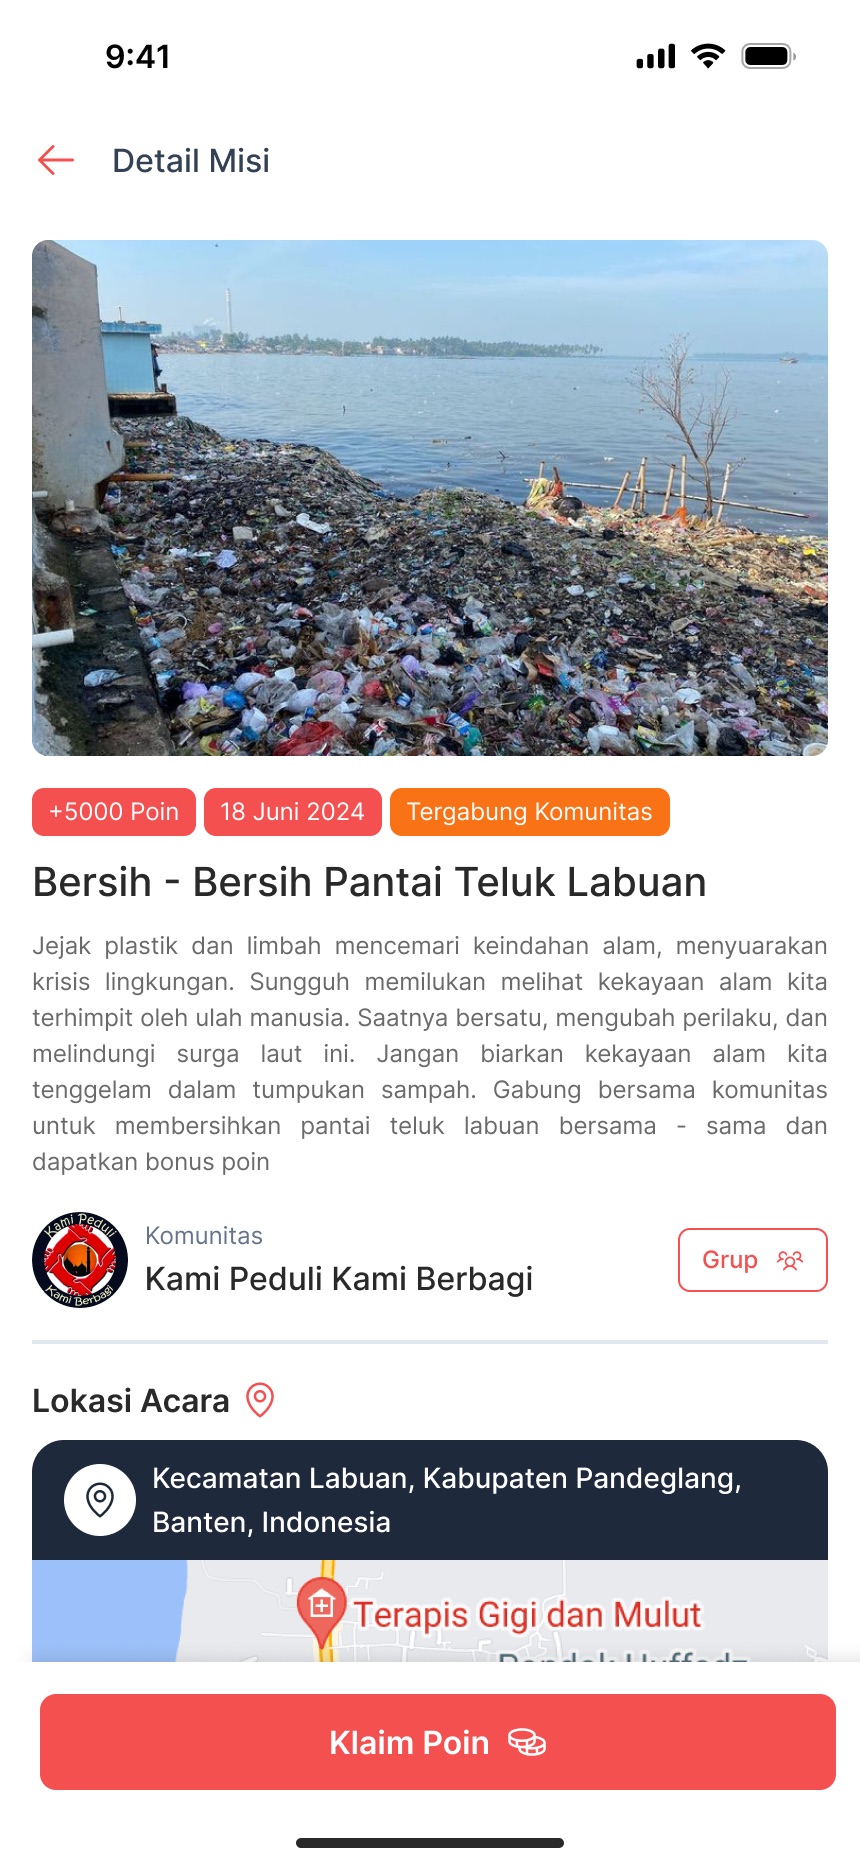 9:41
Detail Misi
+5000 Poin
18 Juni 2024
Tergabung Komunitas
Bersih - Bersih Pantai Teluk Labuan
Jejak plastik dan limbah mencemari keindahan alam, menyuarakan
krisis lingkungan. Sungguh memilukan melihat kekayaan alam kita
terhimpit oleh ulah manusia. Saatnya bersatu, mengubah perilaku, dan
melindungi surga laut ini. Jangan biarkan kekayaan alam kita
tenggelam dalam tumpukan sampah. Gabung bersama komunitas
untuk membersihkan pantai teluk labuan bersama - sama dan
dapatkan bonus poin
Kami Peduli
Kami Berbagi
Komunitas
Kami Peduli Kami Berbagi
Grup
Lokasi Acara
Kecamatan Labuan, Kabupaten Pandeglang,
Banten, Indonesia
Terapis Gigi dan Mulut
Klaim Poin